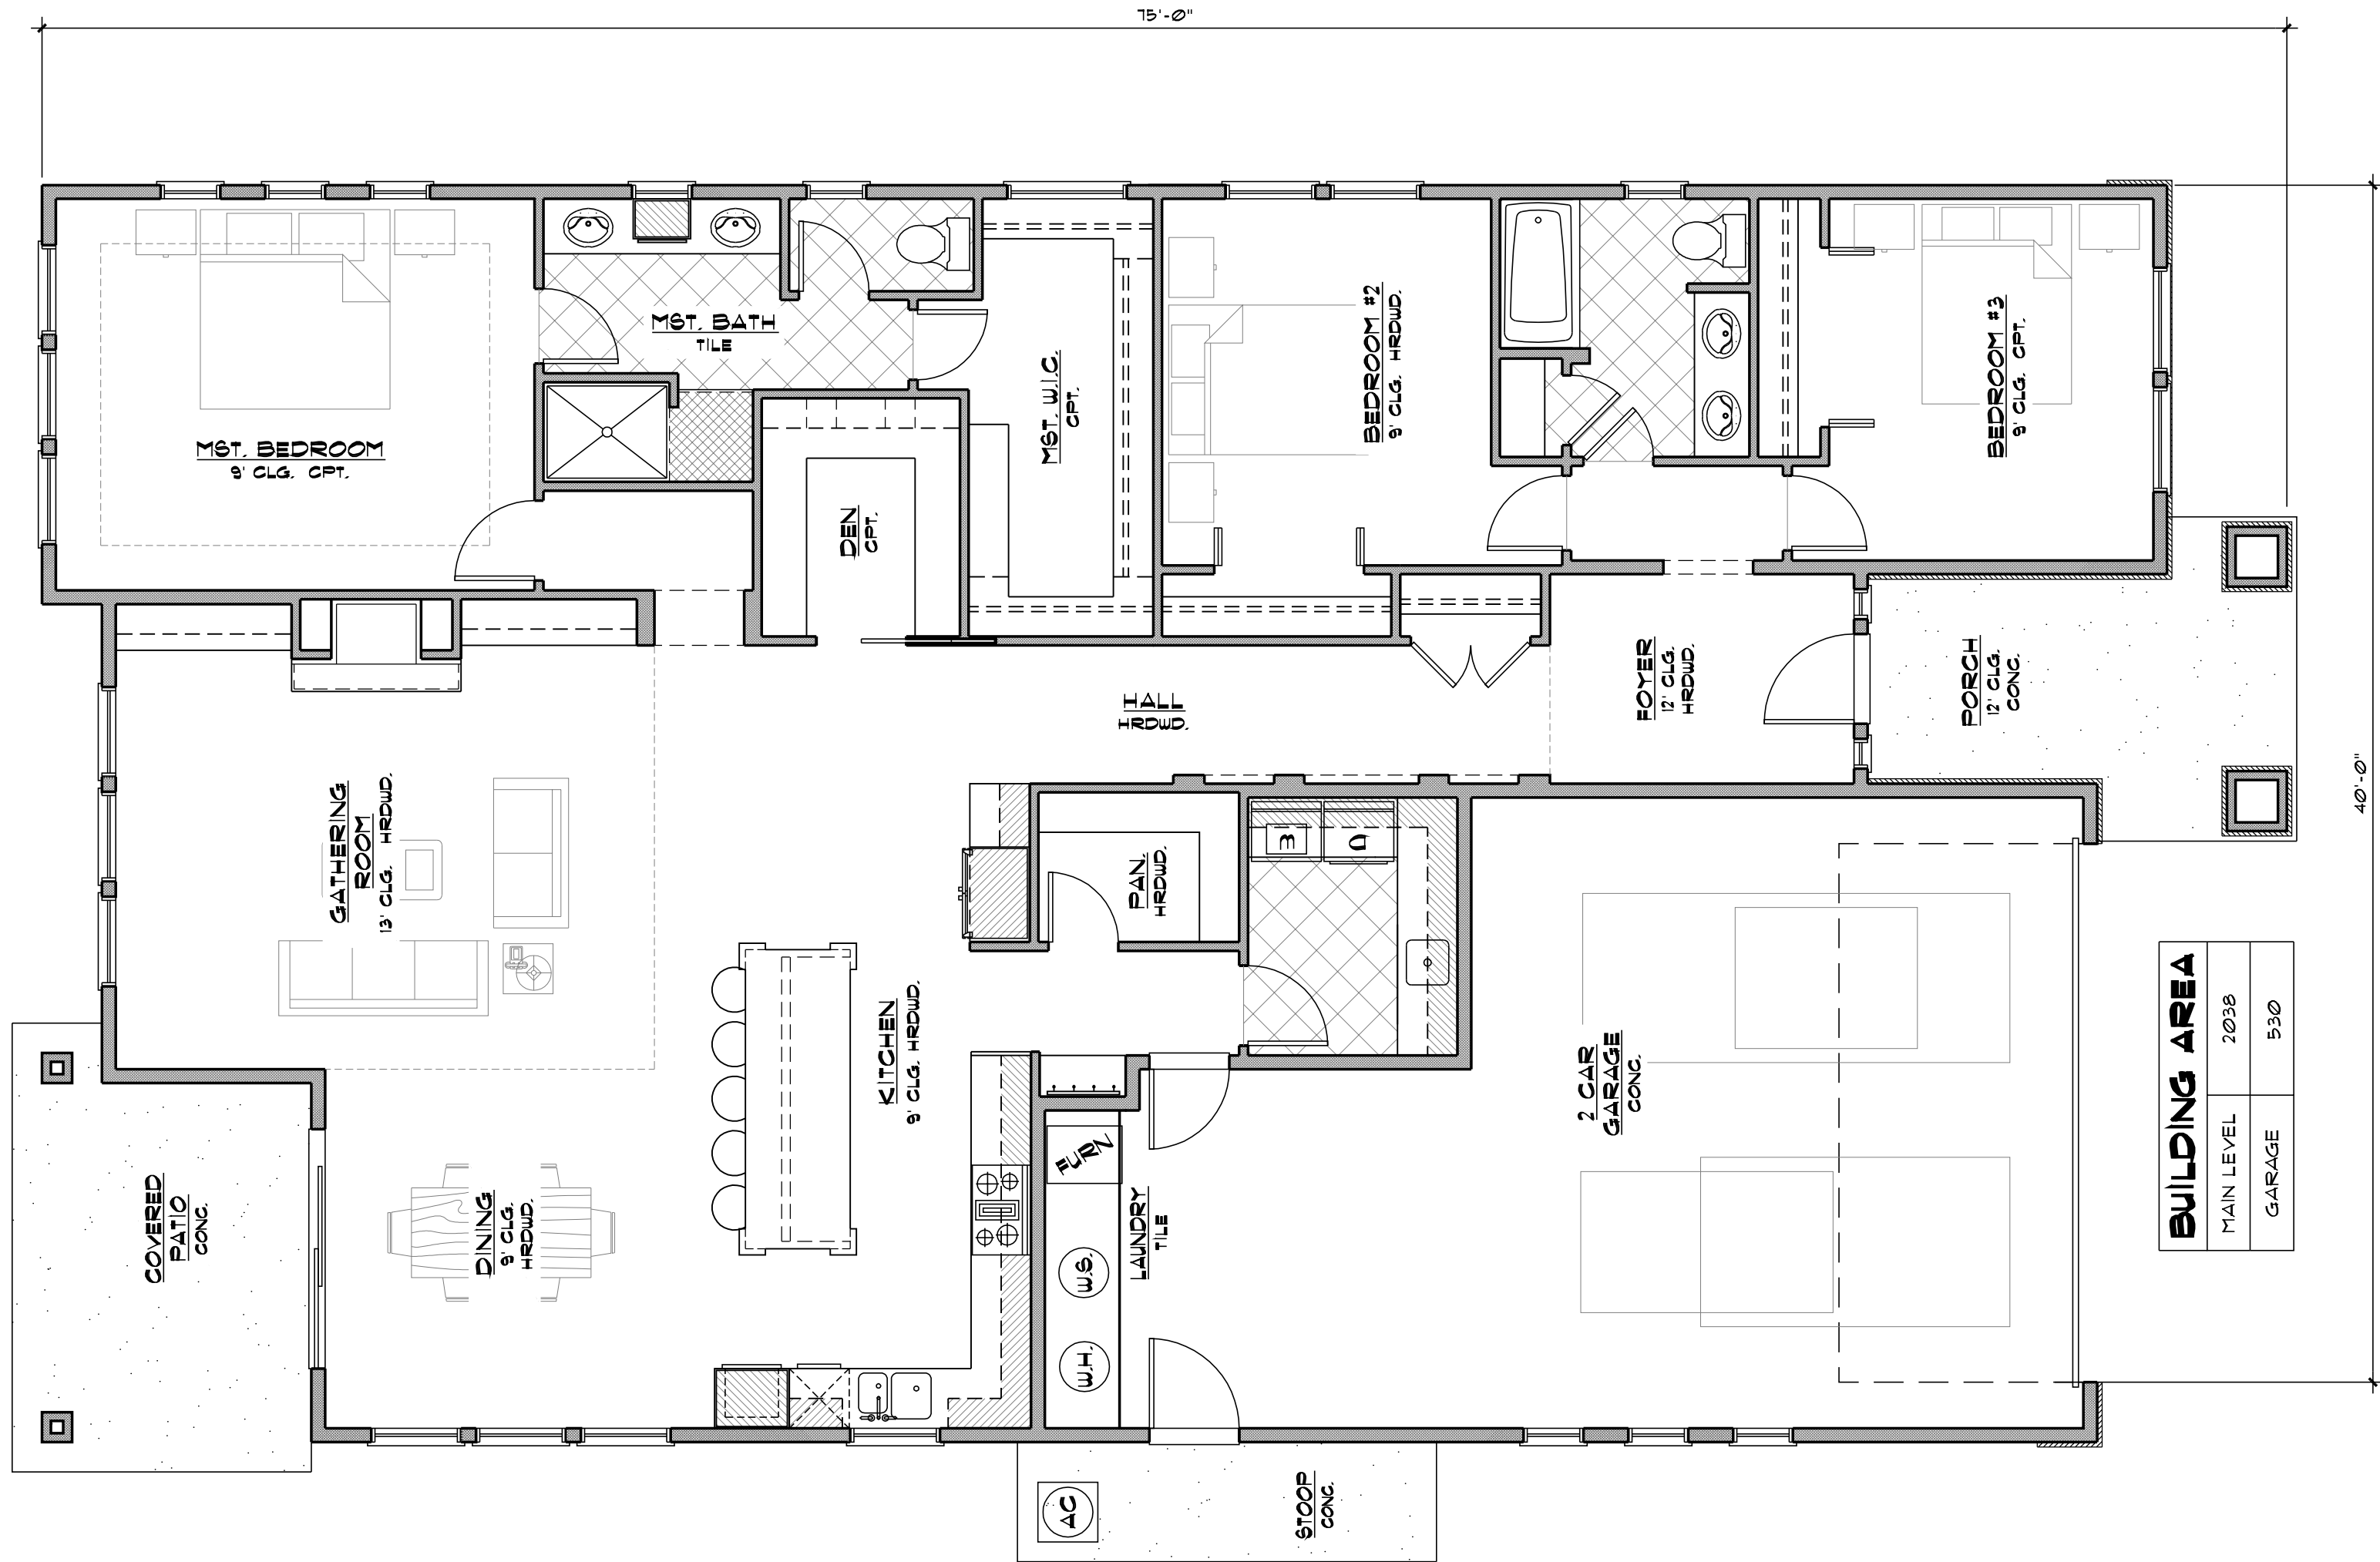 75'-0"
MST. BEDROOM
9' CLG. CPT.
MST. BATH
TILE
DEN
CPT.
MST. W.I.C.
CPT.
BEDROOM #2
9' CLG. HRDWD.
BEDROOM #3
9' CLG. CPT.
HALL
HRDWD.
FOYER
12' CLG.
HRDWD.
PORCH
12' CLG.
CONC.
40'-0"
GATHERING
ROOM
13' CLG. HRDWD.
KITCHEN
9' CLG. HRDWD.
PAN.
HRDWD.
W
D
COVERED
PATIO
CONC.
DINING
9' CLG.
HRDWD.
FURN
W.S.
W.H.
LAUNDRY
TILE
2 CAR
GARAGE
CONC.
BUILDING AREA
MAIN LEVEL 2038
GARAGE 530
AC
STOOP
CONC.